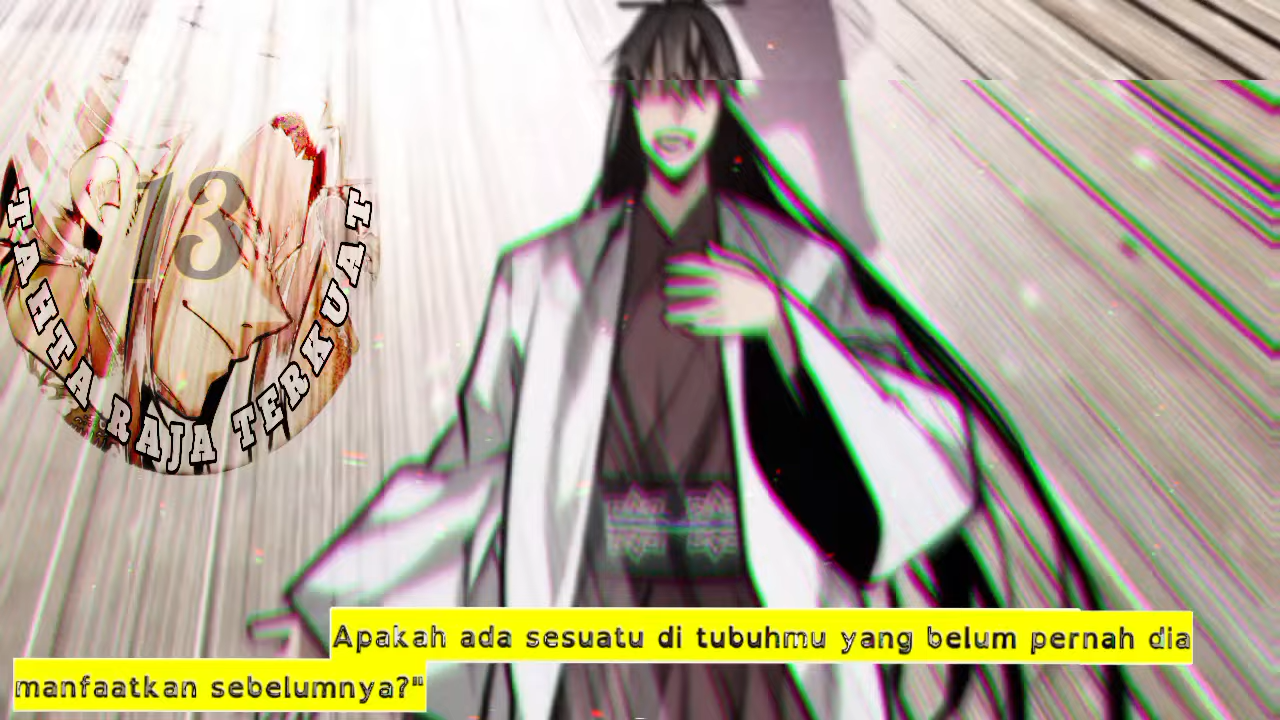 13
TAHTA RAJA TERKUAT
Apakah ada sesuatu di tubuhmu yang belum pernah dia
manfaatkan sebelumnya?"